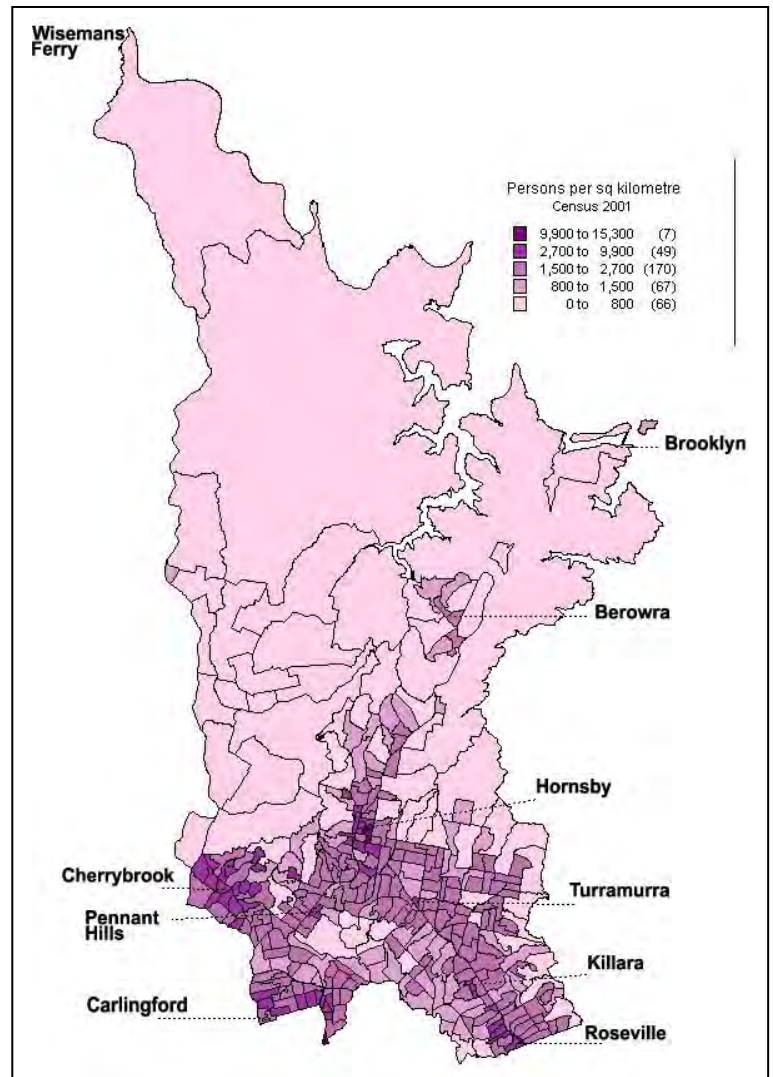 Wisemans
Ferry
Persons per sq kilometre
Census 2001
9,900 to 15,300 (7)
2,700 to 9,900 (49)
1,500 to 2,700 (170)
800 to 1,500 (67)
0 to 800 (66)
Brooklyn
Berowra
Hornsby
Cherrybrook
Turramurra
Pennant
Hills
Killara
Carlingford
Roseville